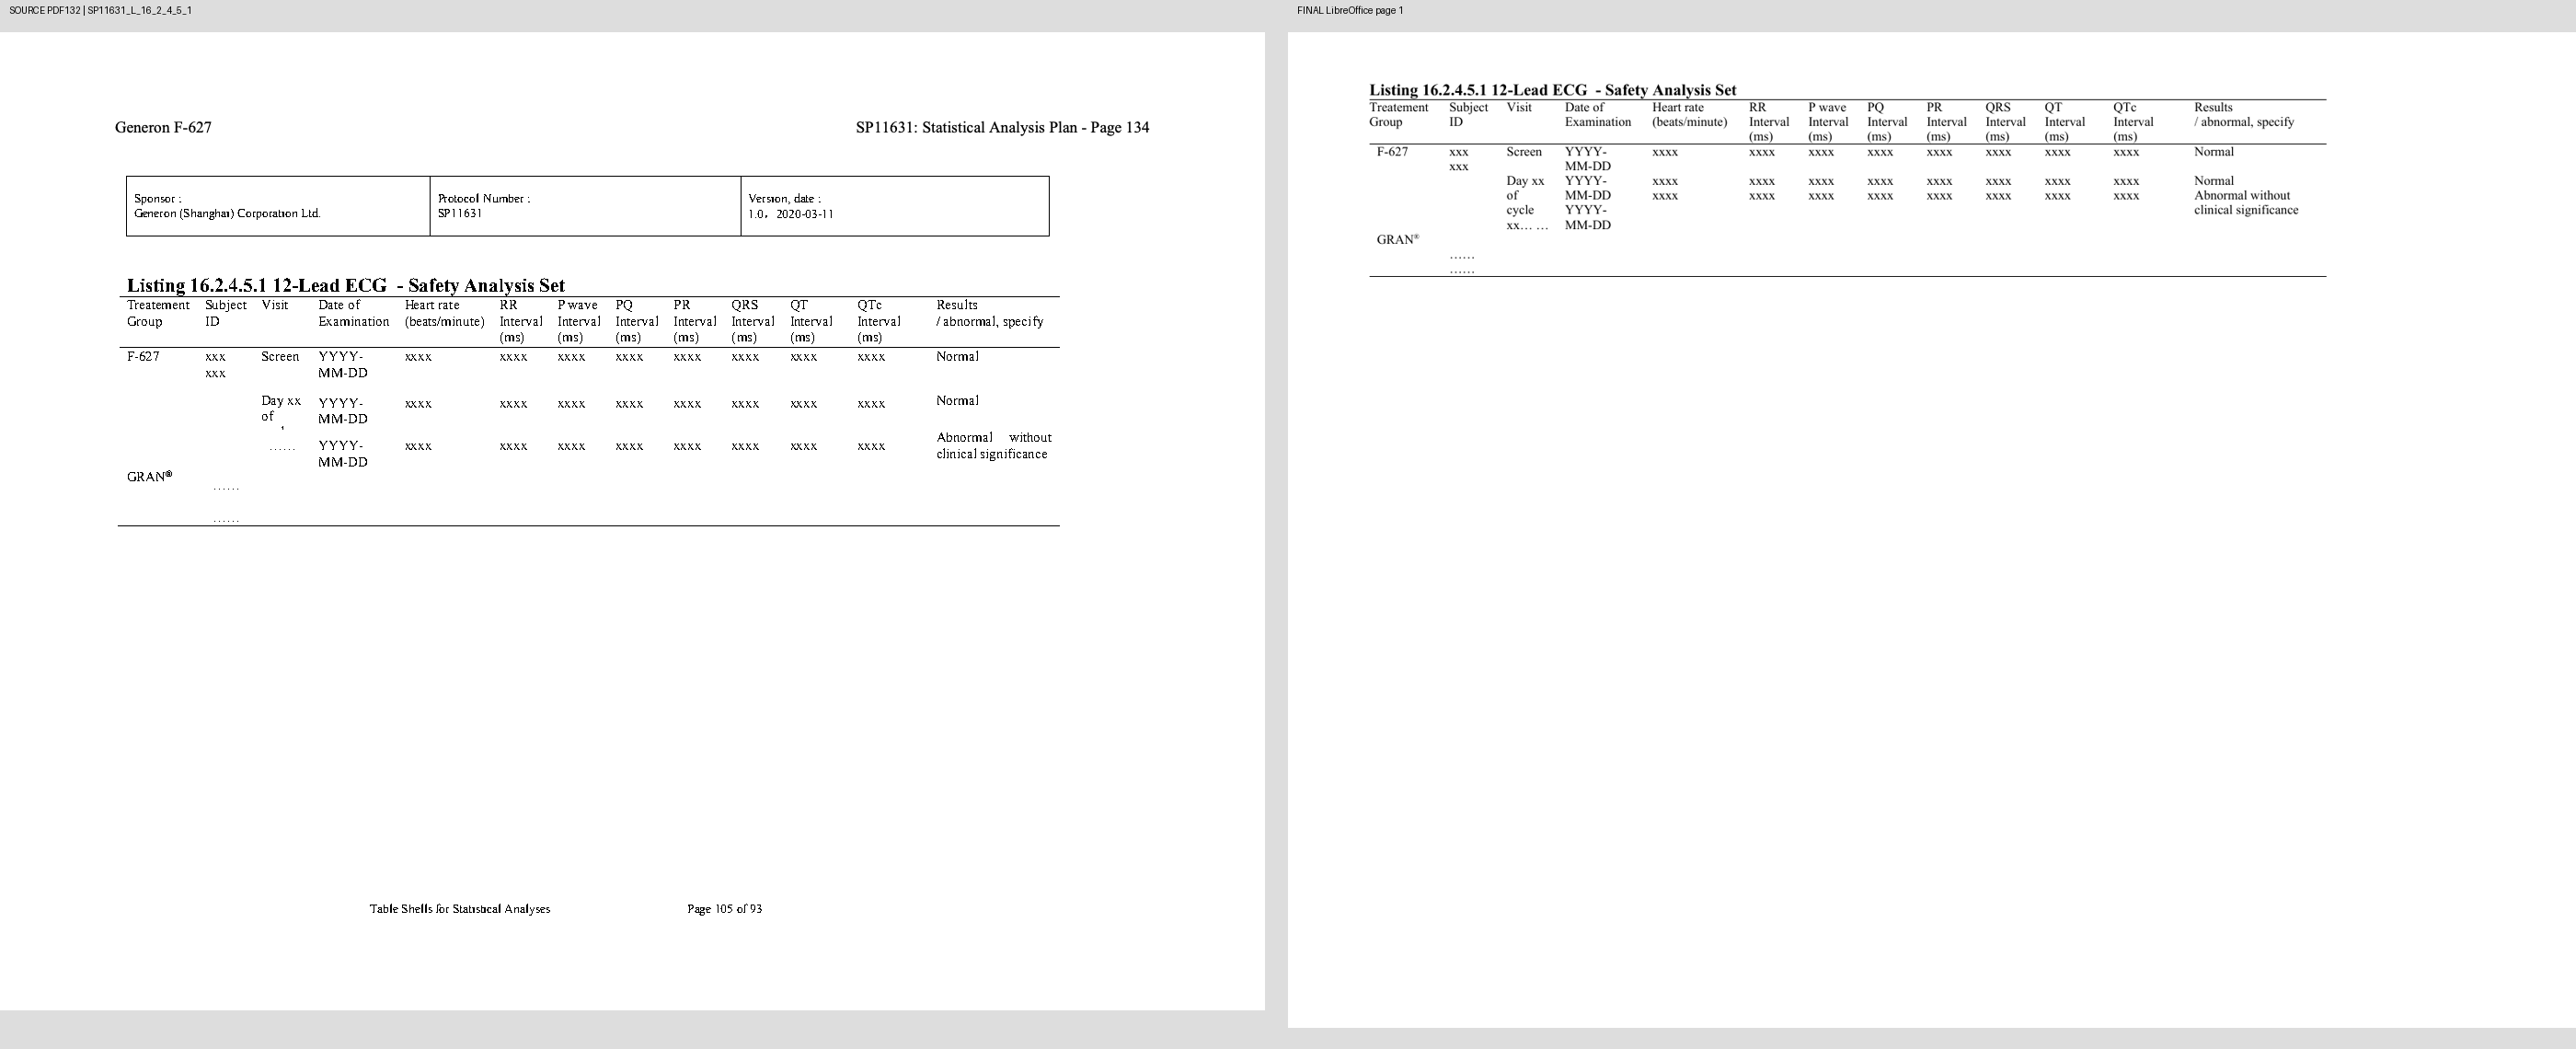 SOURCE PDF132 | SP11631_L_16_2_4_5_1
Generon F-627 SP11631: Statistical Analysis Plan - Page 134
Sponsor : Protocol Number : Version, date :
Generon (Shanghai) Corporation Ltd. SP11631 1.0，2020-03-11
Listing 16.2.4.5.1 12-Lead ECG - Safety Analysis Set
Treatement Subject Visit Date of Heart rate RR P wave PQ PR QRS QT QTc Results
Group ID Examination (beats/minute) Interval Interval Interval Interval Interval Interval Interval / abnormal, specify
(ms) (ms) (ms) (ms) (ms) (ms) (ms)
F-627 xxx Screen YYYY- xxxx xxxx xxxx xxxx xxxx xxxx xxxx xxxx Normal
xxx MM-DD
Day xx YYYY- xxxx xxxx xxxx xxxx xxxx xxxx xxxx xxxx Normal
of MM-DD
Abnormal without
...... YYYY- xxxx xxxx xxxx xxxx xxxx xxxx xxxx xxxx
MM-DD clinical significance
GRAN®
......
......
Table Shells for Statistical Analyses Page 105 of 93
FINAL LibreOffice page 1
Listing 16.2.4.5.1 12-Lead ECG - Safety Analysis Set
Treatement Subject Visit Date of Heart rate RR P wave PQ PR QRS QT QTc Results
Group ID Examination (beats/minute) Interval Interval Interval Interval Interval Interval Interval / abnormal, specify
(ms) (ms) (ms) (ms) (ms) (ms) (ms)
F-627 xxx Screen YYYY- xxxx xxxx xxxx xxxx xxxx xxxx xxxx xxxx Normal
xxx MM-DD
Day xx YYYY- xxxx xxxx xxxx xxxx xxxx xxxx xxxx xxxx Normal
of MM-DD xxxx xxxx xxxx xxxx xxxx xxxx xxxx xxxx Abnormal without
cycle YYYY- clinical significance
xx… … MM-DD
GRAN®
……
……